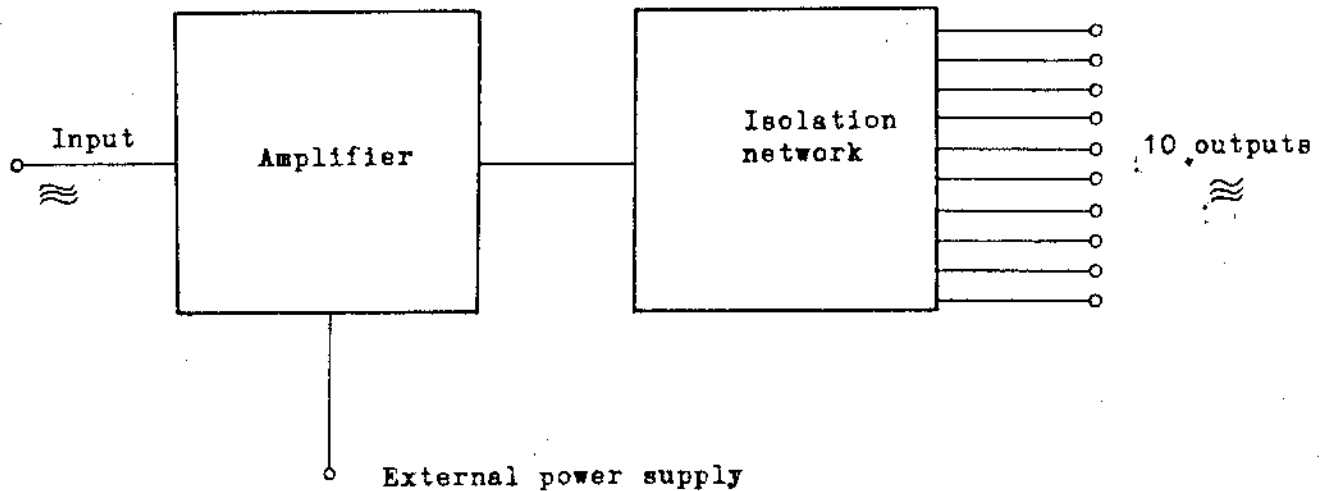 Input
Amplifier
Isolation
network
10 outputs
External power supply